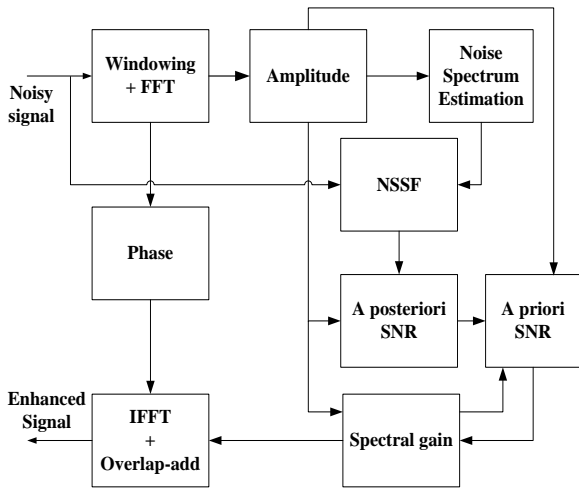 Windowing
+ FFT
Amplitude
Noise
Spectrum
Estimation
Noisy
signal
NSSF
Phase
A posteriori
SNR
A priori
SNR
Enhanced
Signal
IFFT
+
Overlap-add
Spectral gain